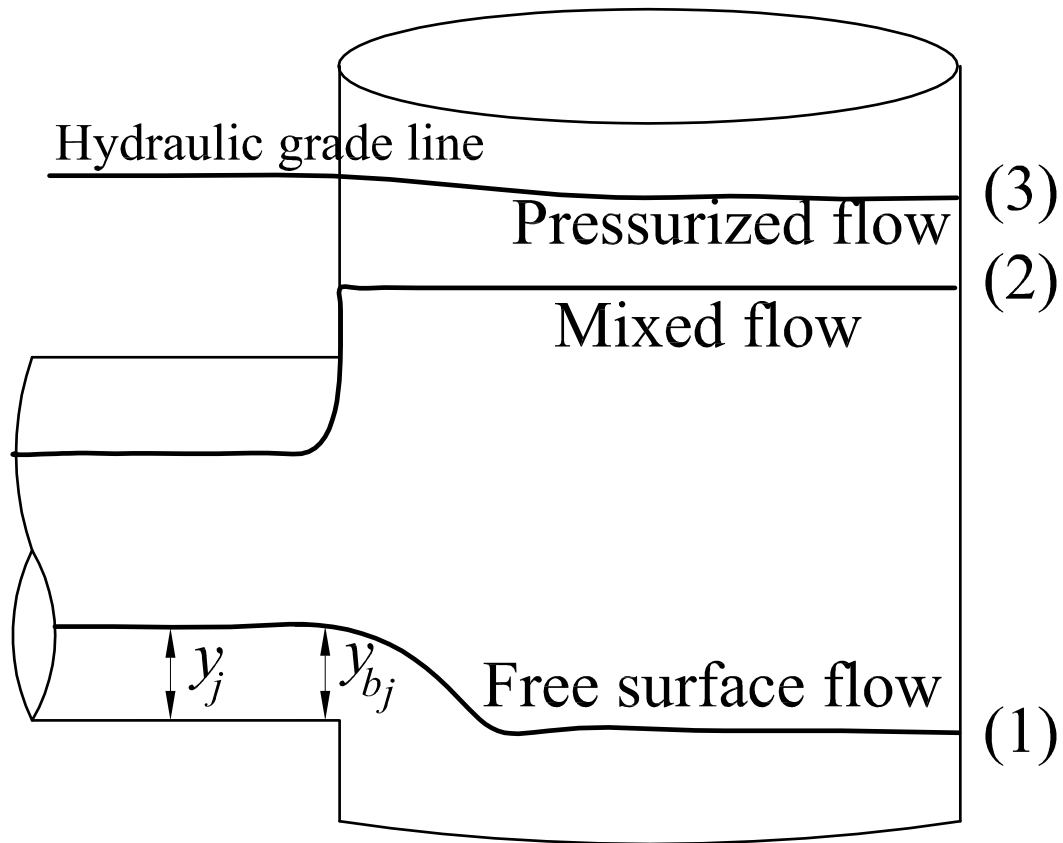 Hydraulic grade line
(3)
Pressurized flow
(2)
Mixed flow
y_j
y_{b_j}
Free surface flow
(1)